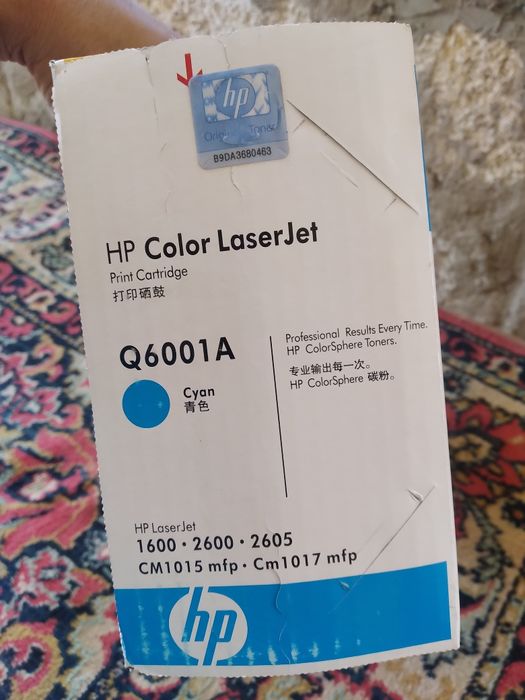 hp
Original Toner
B9DA3680463
HP Color LaserJet
Print Cartridge
打印硒鼓
Q6001A
Cyan
青色
Professional Results Every Time.
HP ColorSphere Toners.
专业输出每一次。
HP ColorSphere 碳粉。
HP LaserJet
1600 • 2600 • 2605
CM1015 mfp • Cm1017 mfp
hp